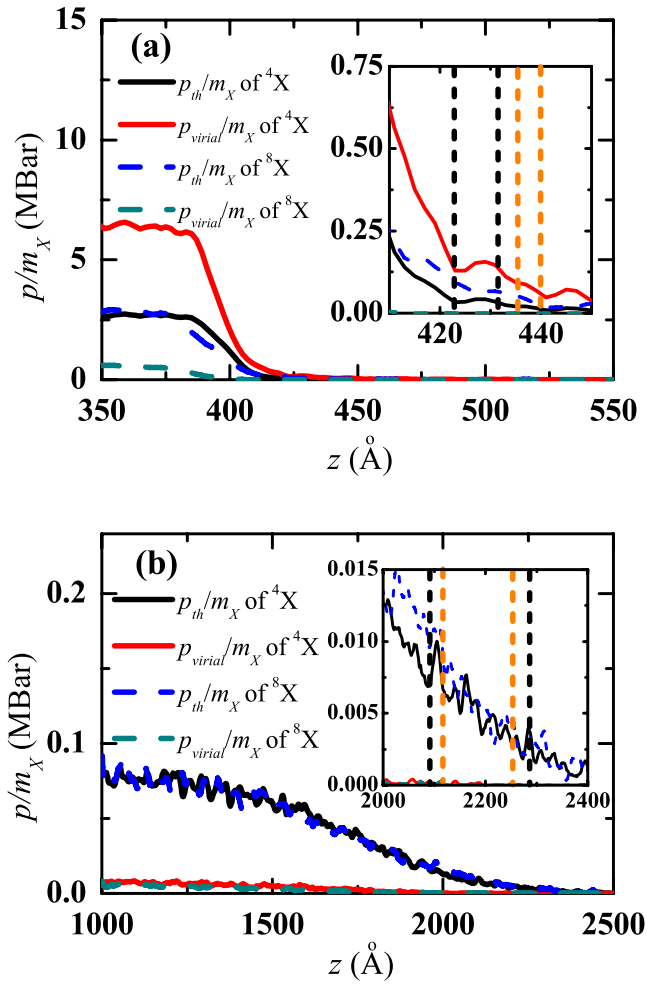 15
10
5
0
p/m_X (MBar)
(a)
p_th/m_X of ⁴X
p_virial/m_X of ⁴X
p_th/m_X of ⁸X
p_virial/m_X of ⁸X
0.75
0.50
0.25
0.00
420 440
350 400 450 500 550
z (Å)
0.2
0.1
0.0
p/m_X (MBar)
(b)
p_th/m_X of ⁴X
p_virial/m_X of ⁴X
p_th/m_X of ⁸X
p_virial/m_X of ⁸X
0.015
0.010
0.005
0.000
2000 2200 2400
1000 1500 2000 2500
z (Å)